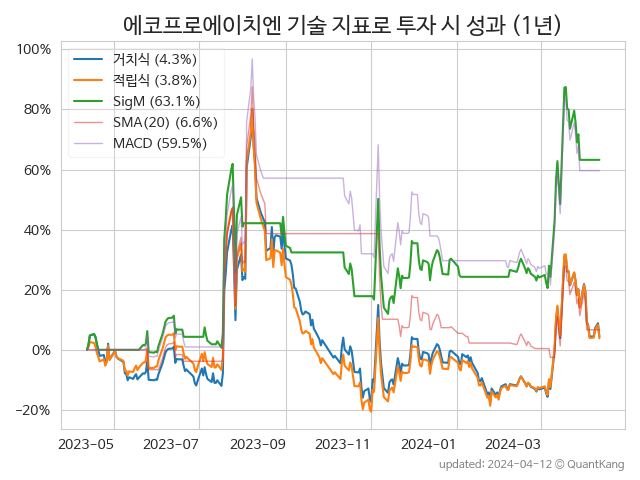 에코프로에이치엔 기술 지표로 투자 시 성과 (1년)
100%
80%
60%
40%
20%
0%
−20%
거치식 (4.3%)
적립식 (3.8%)
SigM (63.1%)
SMA(20) (6.6%)
MACD (59.5%)
2023-05 2023-07 2023-09 2023-11 2024-01 2024-03
updated: 2024-04-12 © QuantKang